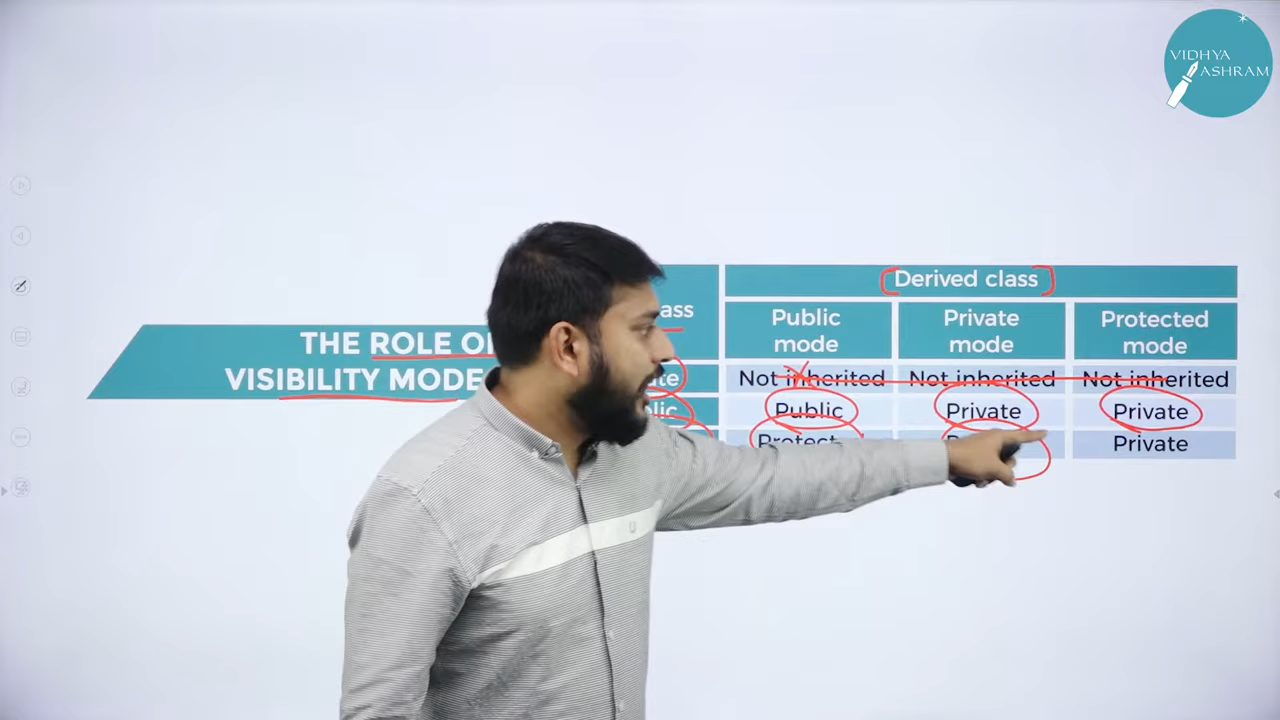 VIDHYA
ASHRAM
THE ROLE
VISIBILITY MODE
Derived class
Public
mode
Private
mode
Protected
mode
Not inherited
Not inherited
Not inherited
Public
Private
Private
Private